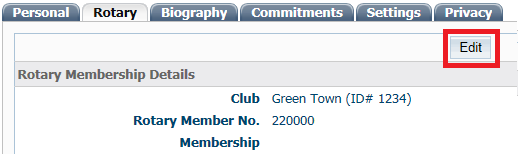 Personal Rotary Biography Commitments Settings Privacy
Edit
Rotary Membership Details
Club Green Town (ID# 1234)
Rotary Member No. 220000
Membership